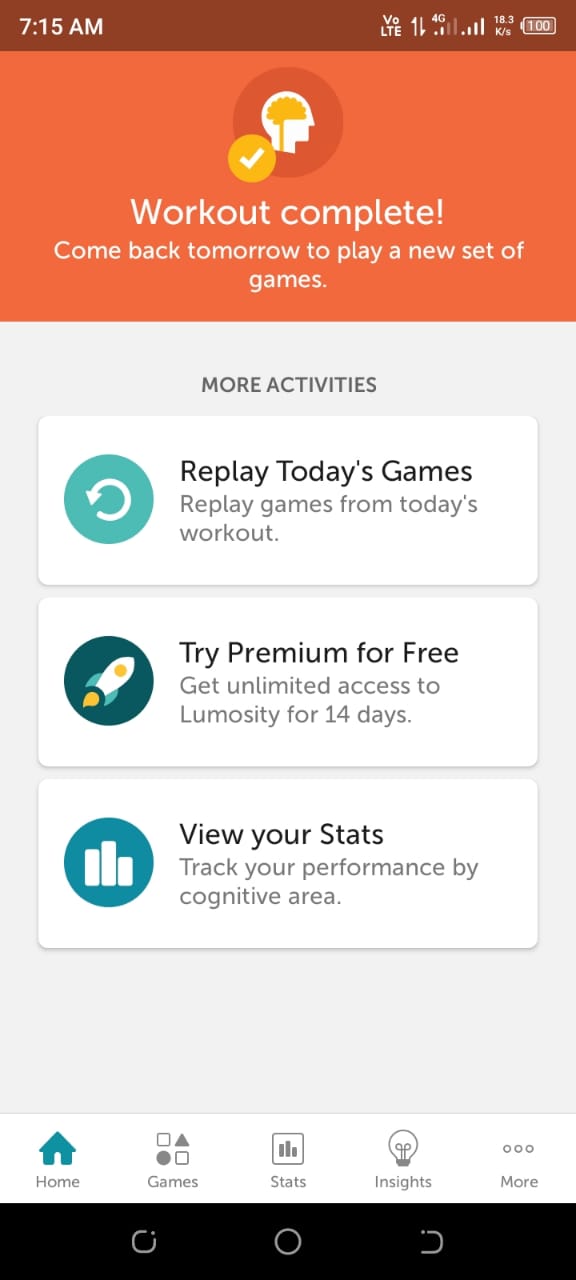 7:15 AM
Vo LTE 4G 18.3 K/s 100
Workout complete!
Come back tomorrow to play a new set of
games.
MORE ACTIVITIES
Replay Today's Games
Replay games from today's
workout.
Try Premium for Free
Get unlimited access to
Lumosity for 14 days.
View your Stats
Track your performance by
cognitive area.
Home Games Stats Insights More